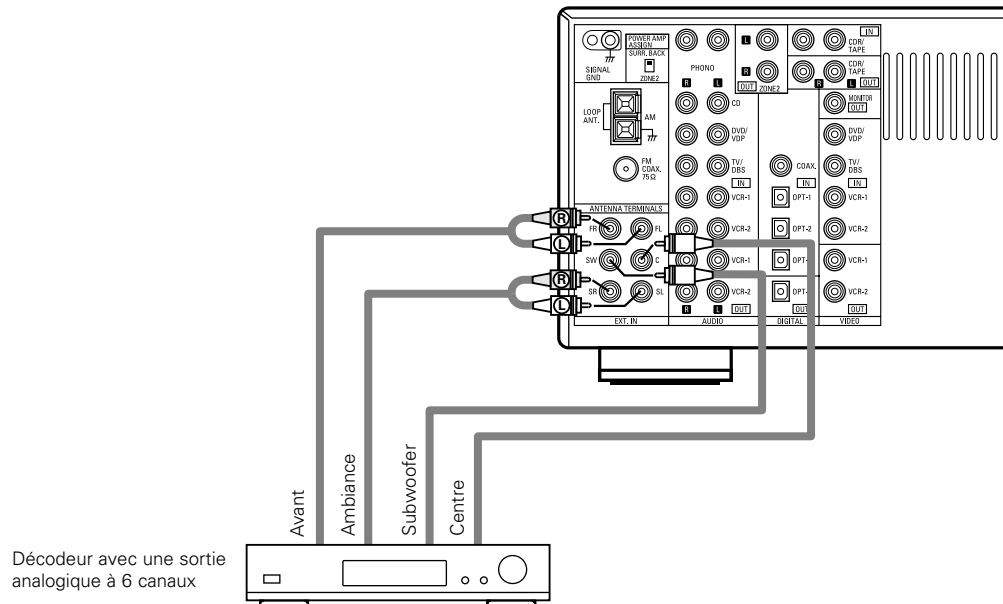 POWER AMP
ASSIGN
SURR. BACK
ZONE2
SIGNAL
GND
PHONO
R L
L
R
OUT ZONE2
IN
CDR/
TAPE
CDR/
TAPE
R L OUT
MONITOR
OUT
LOOP
ANT.
AM
FM
COAX.
75Ω
CD
DVD/
VDP
TV/
DBS
IN
VCR-1
VCR-2
VCR-1
VCR-2
R L OUT
COAX.
IN
OPT-1
OPT-2
OPT-
OPT-
OUT
DVD/
VDP
TV/
DBS
IN
VCR-1
VCR-2
VCR-1
VCR-2
OUT
ANTENNA TERMINALS
R
FR FL
L
SW C
R
SR SL
L
EXT. IN AUDIO DIGITAL VIDEO
Avant
Ambiance
Subwoofer
Centre
Décodeur avec une sortie
analogique à 6 canaux